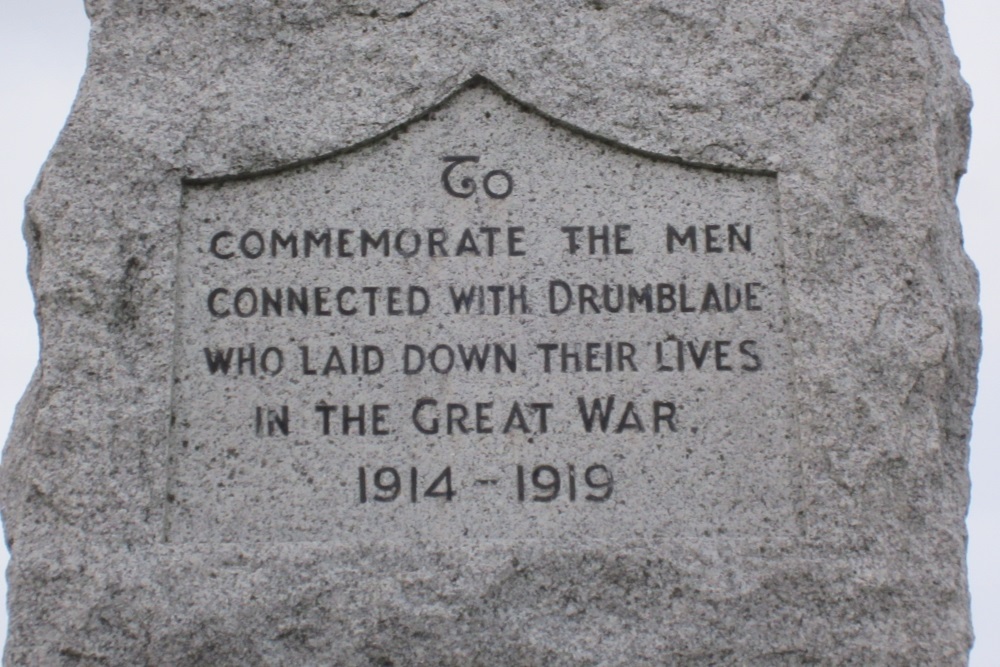 To
COMMEMORATE THE MEN
CONNECTED WITH DRUMBLADE
WHO LAID DOWN THEIR LIVES
IN THE GREAT WAR.
1914-1919